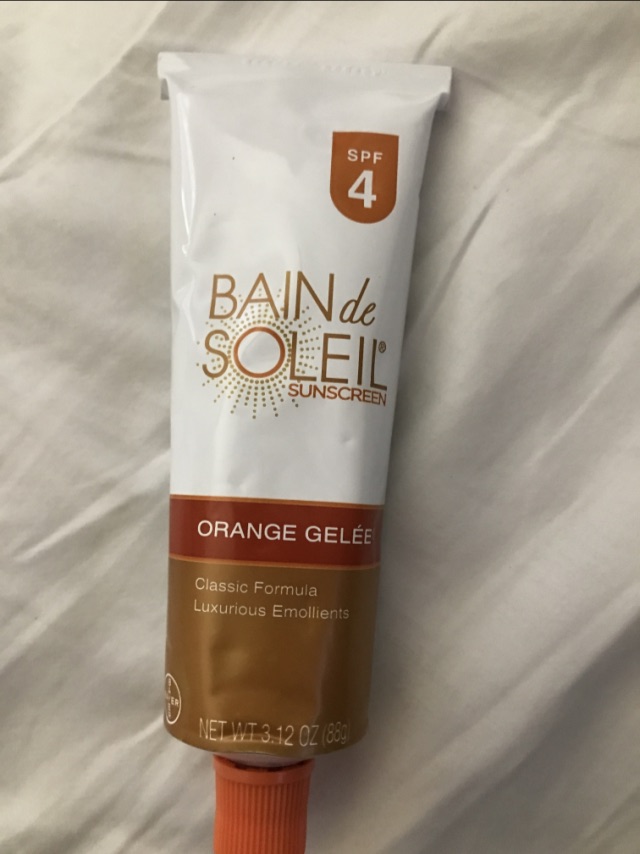 SPF
4
BAIN de
SOLEIL®
SUNSCREEN
ORANGE GELÉE
Classic Formula
Luxurious Emollients
NET WT 3.12 OZ (88g)